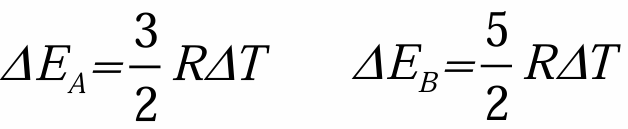 ΔE_A = 3/2 RΔT    ΔE_B = 5/2 RΔT